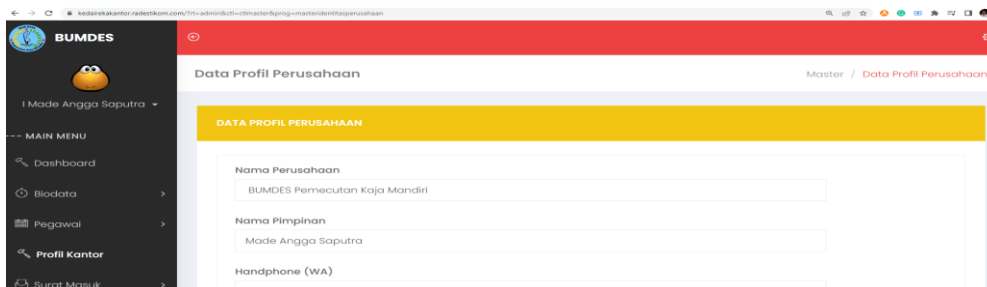 kedairekakantor.radestikom.com/?rt=admin&ctl=ctlmaster&prog=masteridentitasperusahaan
BUMDES
Data Profil Perusahaan
Master / Data Profil Perusahaan
I Made Angga Saputra
--- MAIN MENU
DATA PROFIL PERUSAHAAN
Dashboard
Nama Perusahaan
Biodata
BUMDES Pemecutan Kaja Mandiri
Pegawai
Nama Pimpinan
Made Angga Saputra
Profil Kantor
Handphone (WA)
Surat Masuk